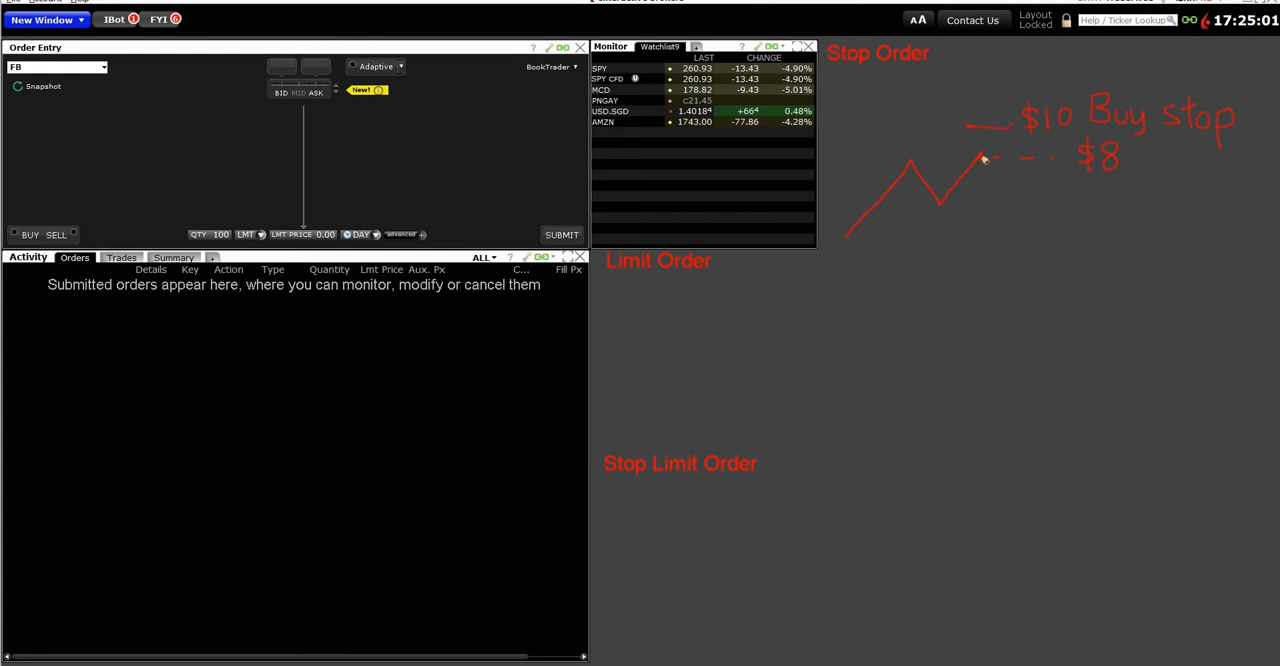 New Window
IBot 1
FYI 6
AA
Contact Us
Layout
Locked
Help / Ticker Lookup
17:25:01
Order Entry
FB
Snapshot
BID MID ASK
Adaptive
New!
BookTrader
BUY SELL
QTY 100
LMT
LMT PRICE 0.00
DAY
advanced
SUBMIT
Monitor Watchlist9
LAST CHANGE
SPY 260.93 -13.43 -4.90%
SPY CFD 260.93 -13.43 -4.90%
MCD 178.82 -9.43 -5.01%
PNGAY c21.45
USD.SGD 1.4018⁴ +66⁴ 0.48%
AMZN 1743.00 -77.86 -4.28%
Stop Order
$10 Buy stop
$8
Activity Orders Trades Summary ALL
Details Key Action Type Quantity Lmt Price Aux. Px C... Fill Px
Submitted orders appear here, where you can monitor, modify or cancel them
Limit Order
Stop Limit Order